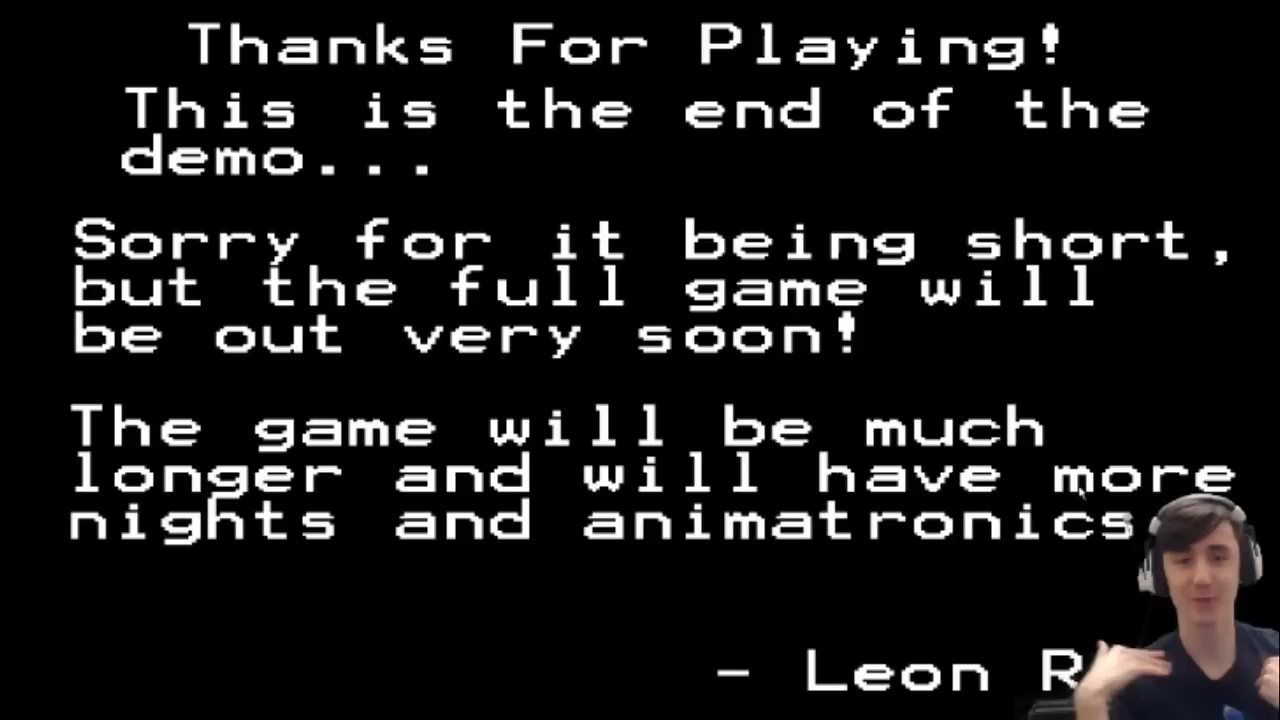 Thanks For Playing!
This is the end of the
demo...
Sorry for it being short,
but the full game will
be out very soon!
The game will be much
longer and will have more
nights and animatronics
- Leon